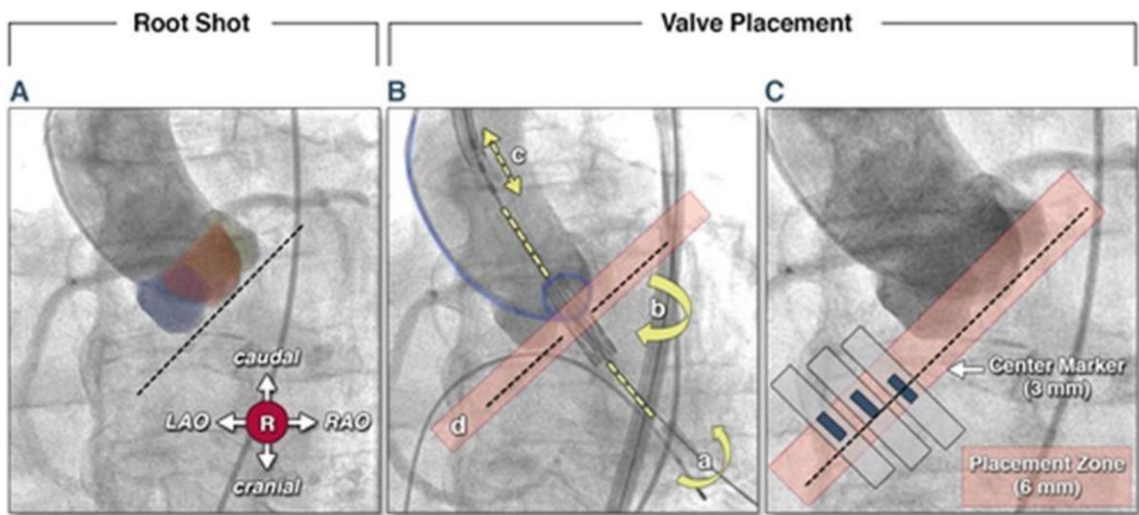 Root Shot
Valve Placement
A
B
C
caudal
LAO R RAO
cranial
c
b
d
a
Center Marker
(3 mm)
Placement Zone
(6 mm)